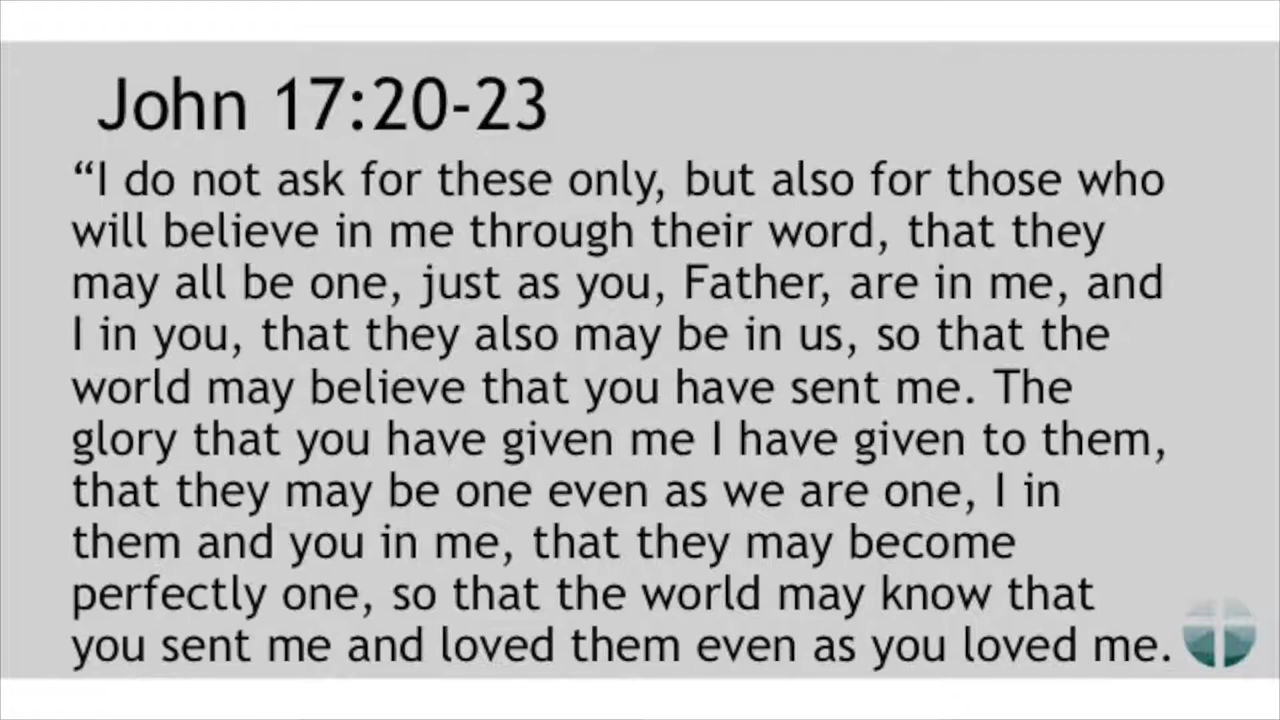 John 17:20-23
“I do not ask for these only, but also for those who
will believe in me through their word, that they
may all be one, just as you, Father, are in me, and
I in you, that they also may be in us, so that the
world may believe that you have sent me. The
glory that you have given me I have given to them,
that they may be one even as we are one, I in
them and you in me, that they may become
perfectly one, so that the world may know that
you sent me and loved them even as you loved me.